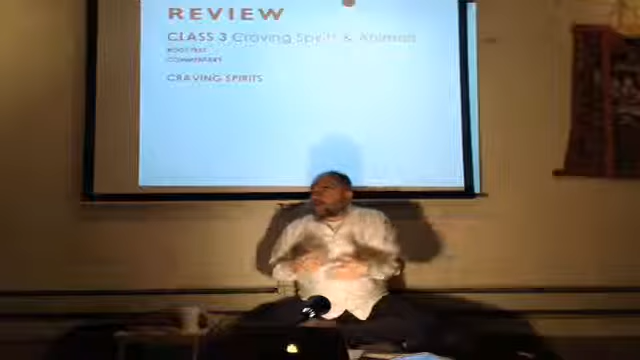 REVIEW
CLASS 3 Craving Spirits & Animals
ROOT TEXT
COMMENTARY
CRAVING SPIRITS